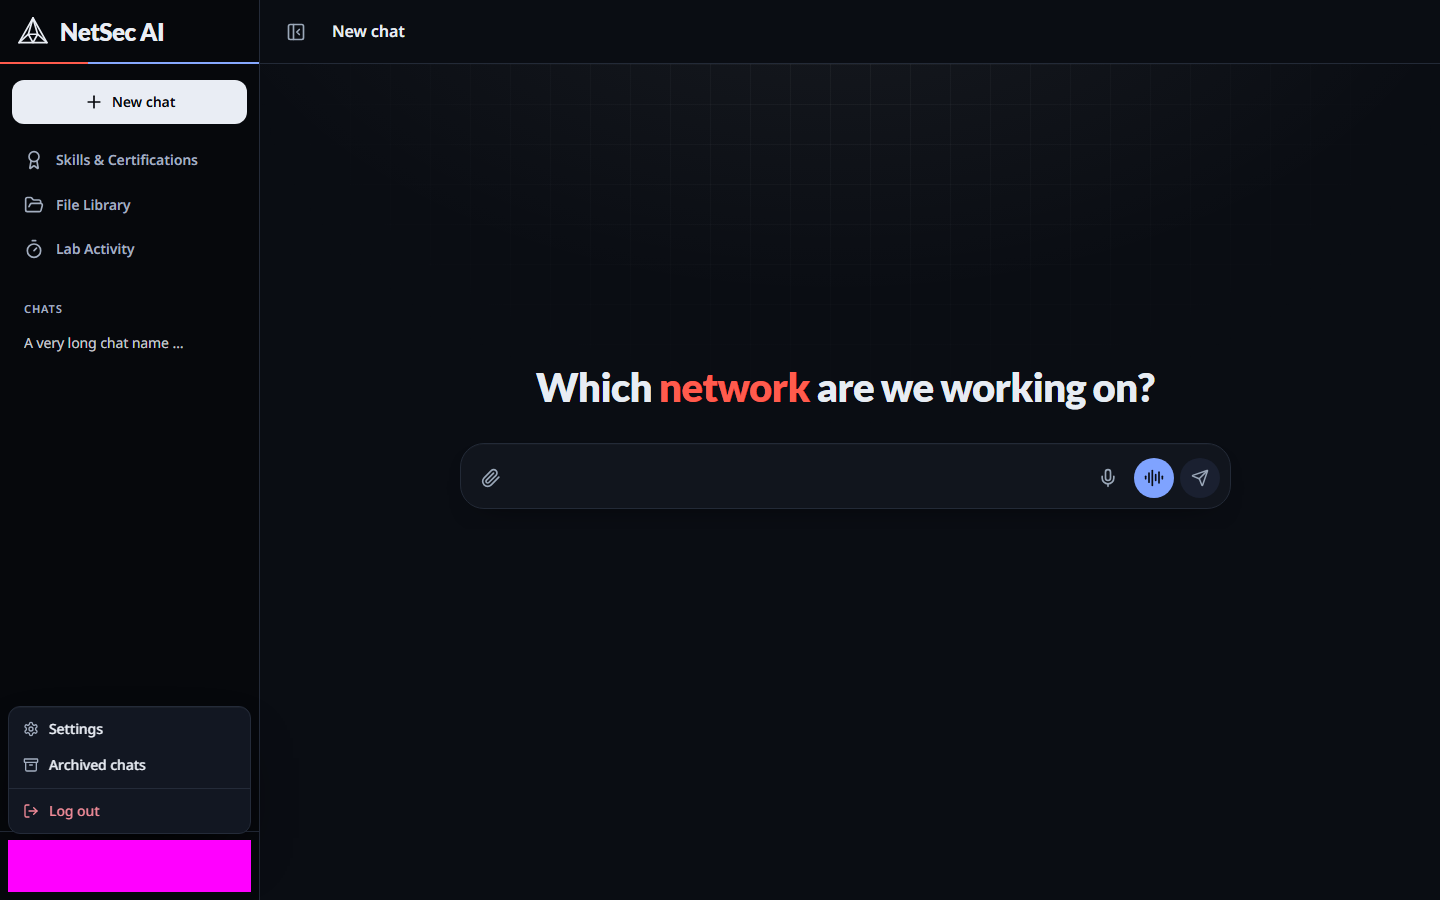 NetSec AI
New chat
New chat
Skills & Certifications
File Library
Lab Activity
CHATS
A very long chat name ...
Which network are we working on?
Settings
Archived chats
Log out